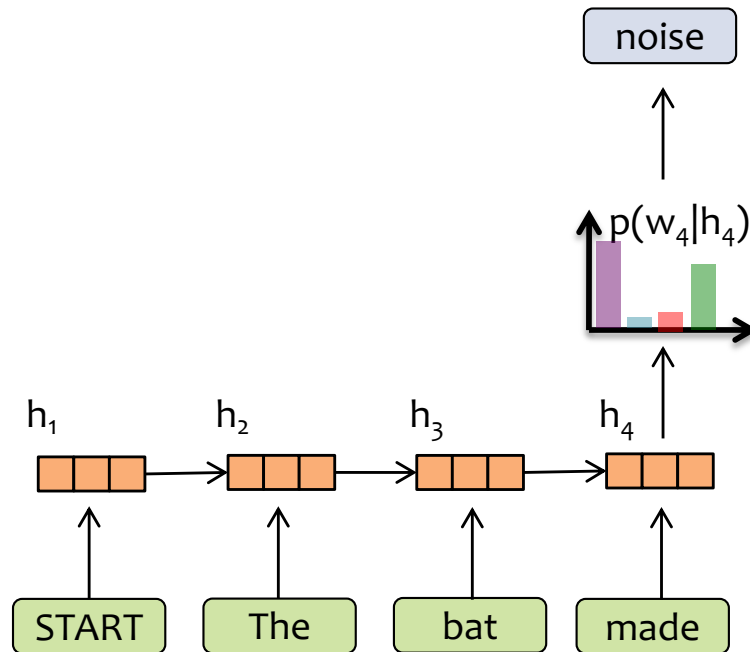 noise
p(w₄|h₄)
h₁ h₂ h₃ h₄
START The bat made